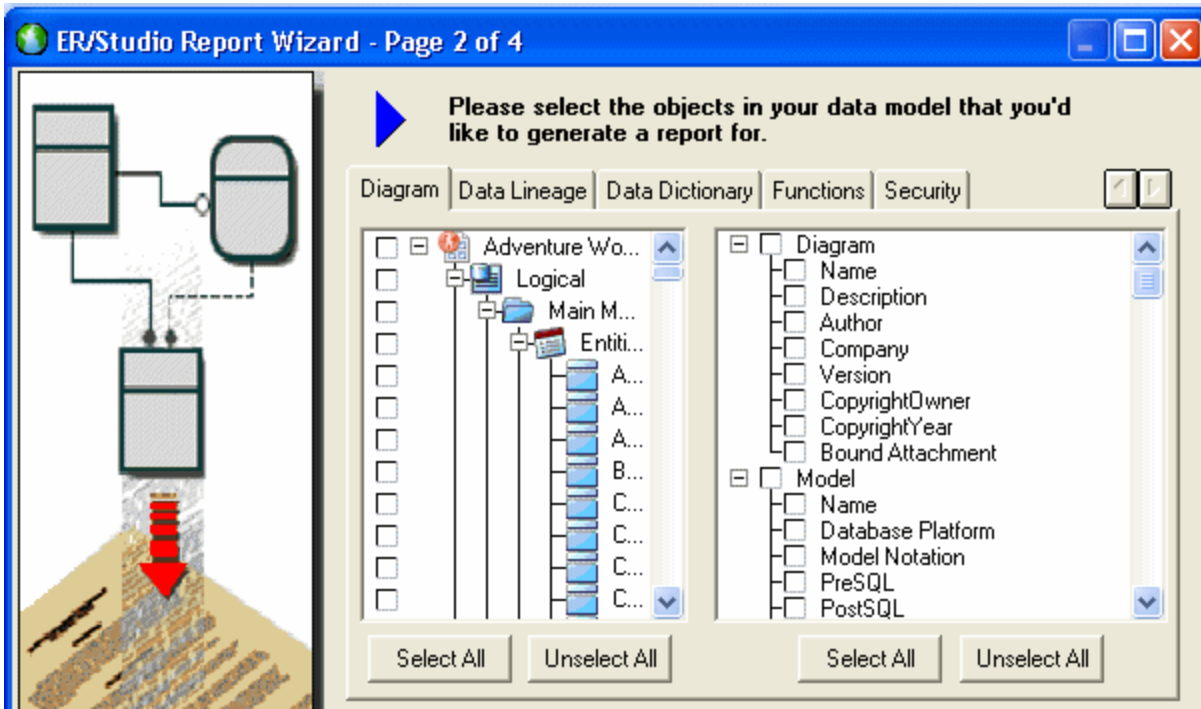 ER/Studio Report Wizard - Page 2 of 4
Please select the objects in your data model that you'd
like to generate a report for.
Diagram Data Lineage Data Dictionary Functions Security
Adventure Wo...
Logical
Main M...
Entiti...
A...
A...
A...
B...
C...
C...
C...
C...
Diagram
Name
Description
Author
Company
Version
CopyrightOwner
CopyrightYear
Bound Attachment
Model
Name
Database Platform
Model Notation
PreSQL
PostSQL
Select All Unselect All Select All Unselect All